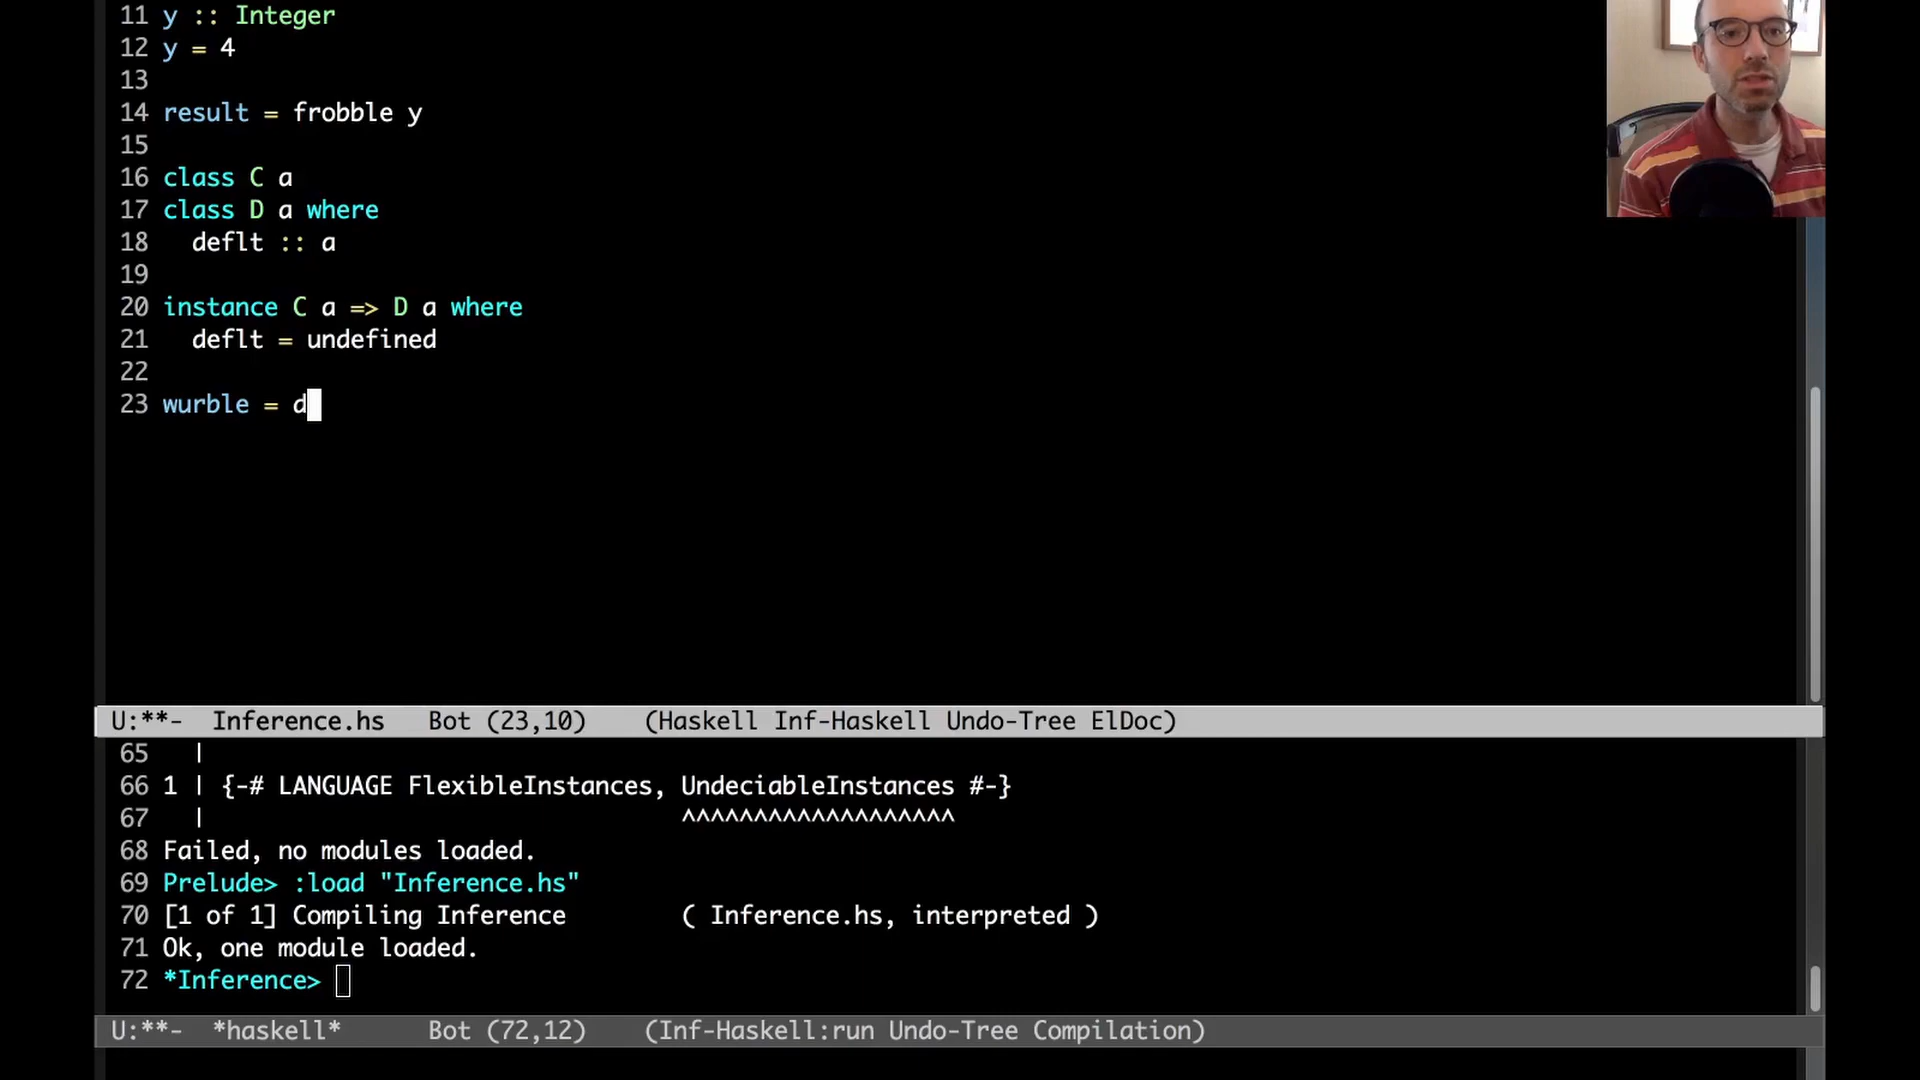 11 y :: Integer
12 y = 4
13
14 result = frobble y
15
16 class C a
17 class D a where
18   deflt :: a
19
20 instance C a => D a where
21   deflt = undefined
22
23 wurble = d
U:**-  Inference.hs   Bot (23,10)    (Haskell Inf-Haskell Undo-Tree ElDoc)
65   |
66 1 | {-# LANGUAGE FlexibleInstances, UndeciableInstances #-}
67   |                                 ^^^^^^^^^^^^^^^^^^^
68 Failed, no modules loaded.
69 Prelude> :load "Inference.hs"
70 [1 of 1] Compiling Inference        ( Inference.hs, interpreted )
71 Ok, one module loaded.
72 *Inference>
U:**-  *haskell*      Bot (72,12)    (Inf-Haskell:run Undo-Tree Compilation)